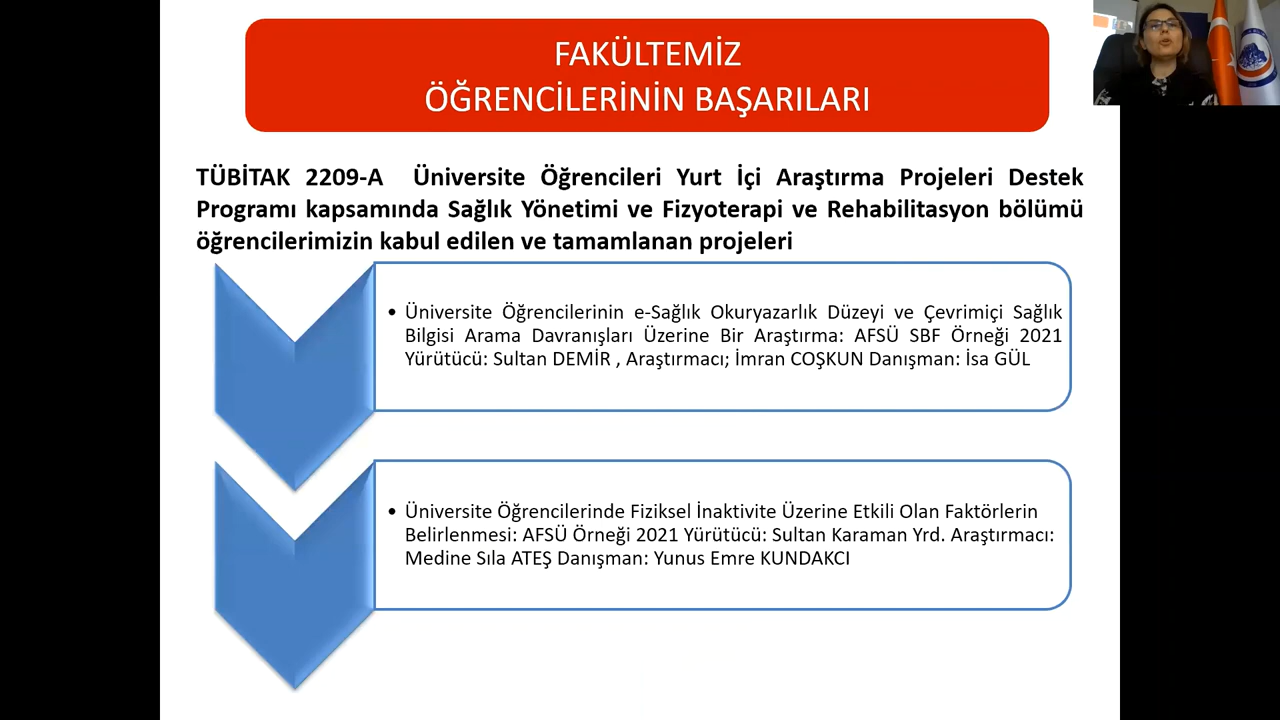 FAKÜLTEMİZ
ÖĞRENCİLERİNİN BAŞARILARI
TÜBİTAK 2209-A Üniversite Öğrencileri Yurt İçi Araştırma Projeleri Destek
Programı kapsamında Sağlık Yönetimi ve Fizyoterapi ve Rehabilitasyon bölümü
öğrencilerimizin kabul edilen ve tamamlanan projeleri
• Üniversite Öğrencilerinin e-Sağlık Okuryazarlık Düzeyi ve Çevrimiçi Sağlık
Bilgisi Arama Davranışları Üzerine Bir Araştırma: AFSÜ SBF Örneği 2021
Yürütücü: Sultan DEMİR , Araştırmacı; İmran COŞKUN Danışman: İsa GÜL
• Üniversite Öğrencilerinde Fiziksel İnaktivite Üzerine Etkili Olan Faktörlerin
Belirlenmesi: AFSÜ Örneği 2021 Yürütücü: Sultan Karaman Yrd. Araştırmacı:
Medine Sıla ATEŞ Danışman: Yunus Emre KUNDAKCI